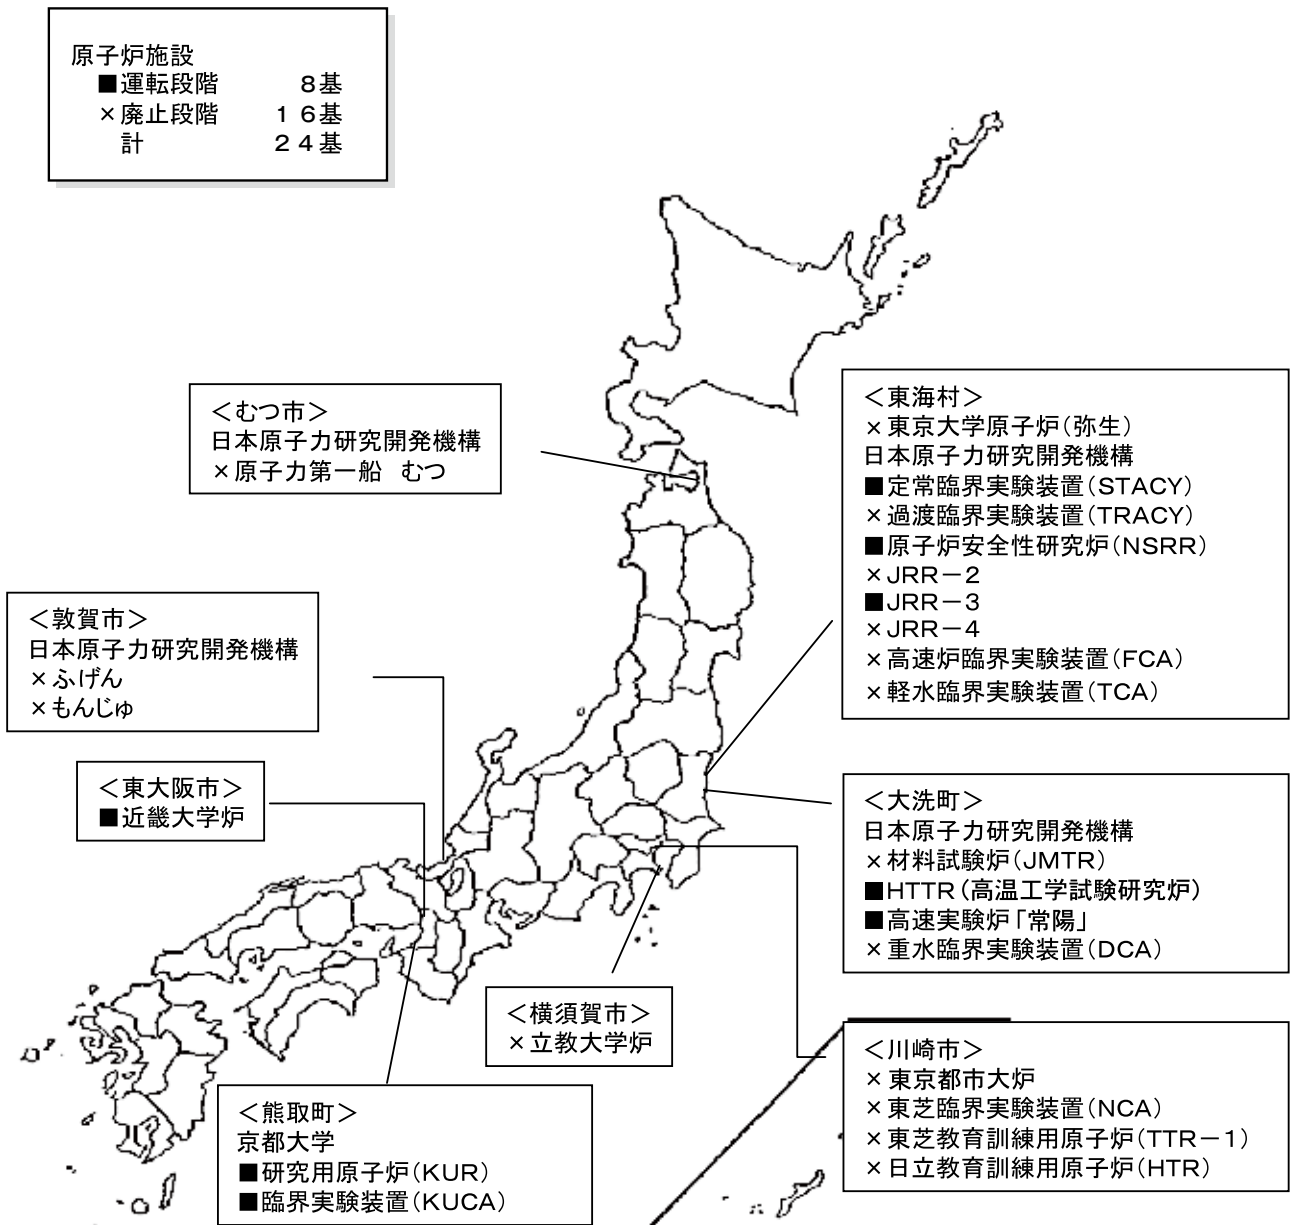 原子炉施設
■運転段階 8基
×廃止段階 16基
計 24基
<むつ市>
日本原子力研究開発機構
×原子力第一船 むつ
<東海村>
×東京大学原子炉(弥生)
日本原子力研究開発機構
■定常臨界実験装置(STACY)
×過渡臨界実験装置(TRACY)
■原子炉安全性研究炉(NSRR)
×JRR-2
■JRR-3
×JRR-4
×高速炉臨界実験装置(FCA)
×軽水臨界実験装置(TCA)
<敦賀市>
日本原子力研究開発機構
×ふげん
×もんじゅ
<東大阪市>
■近畿大学炉
<大洗町>
日本原子力研究開発機構
×材料試験炉(JMTR)
■HTTR(高温工学試験研究炉)
■高速実験炉「常陽」
×重水臨界実験装置(DCA)
<横須賀市>
×立教大学炉
<川崎市>
×東京都市大炉
×東芝臨界実験装置(NCA)
×東芝教育訓練用原子炉(TTR-1)
×日立教育訓練用原子炉(HTR)
<熊取町>
京都大学
■研究用原子炉(KUR)
■臨界実験装置(KUCA)